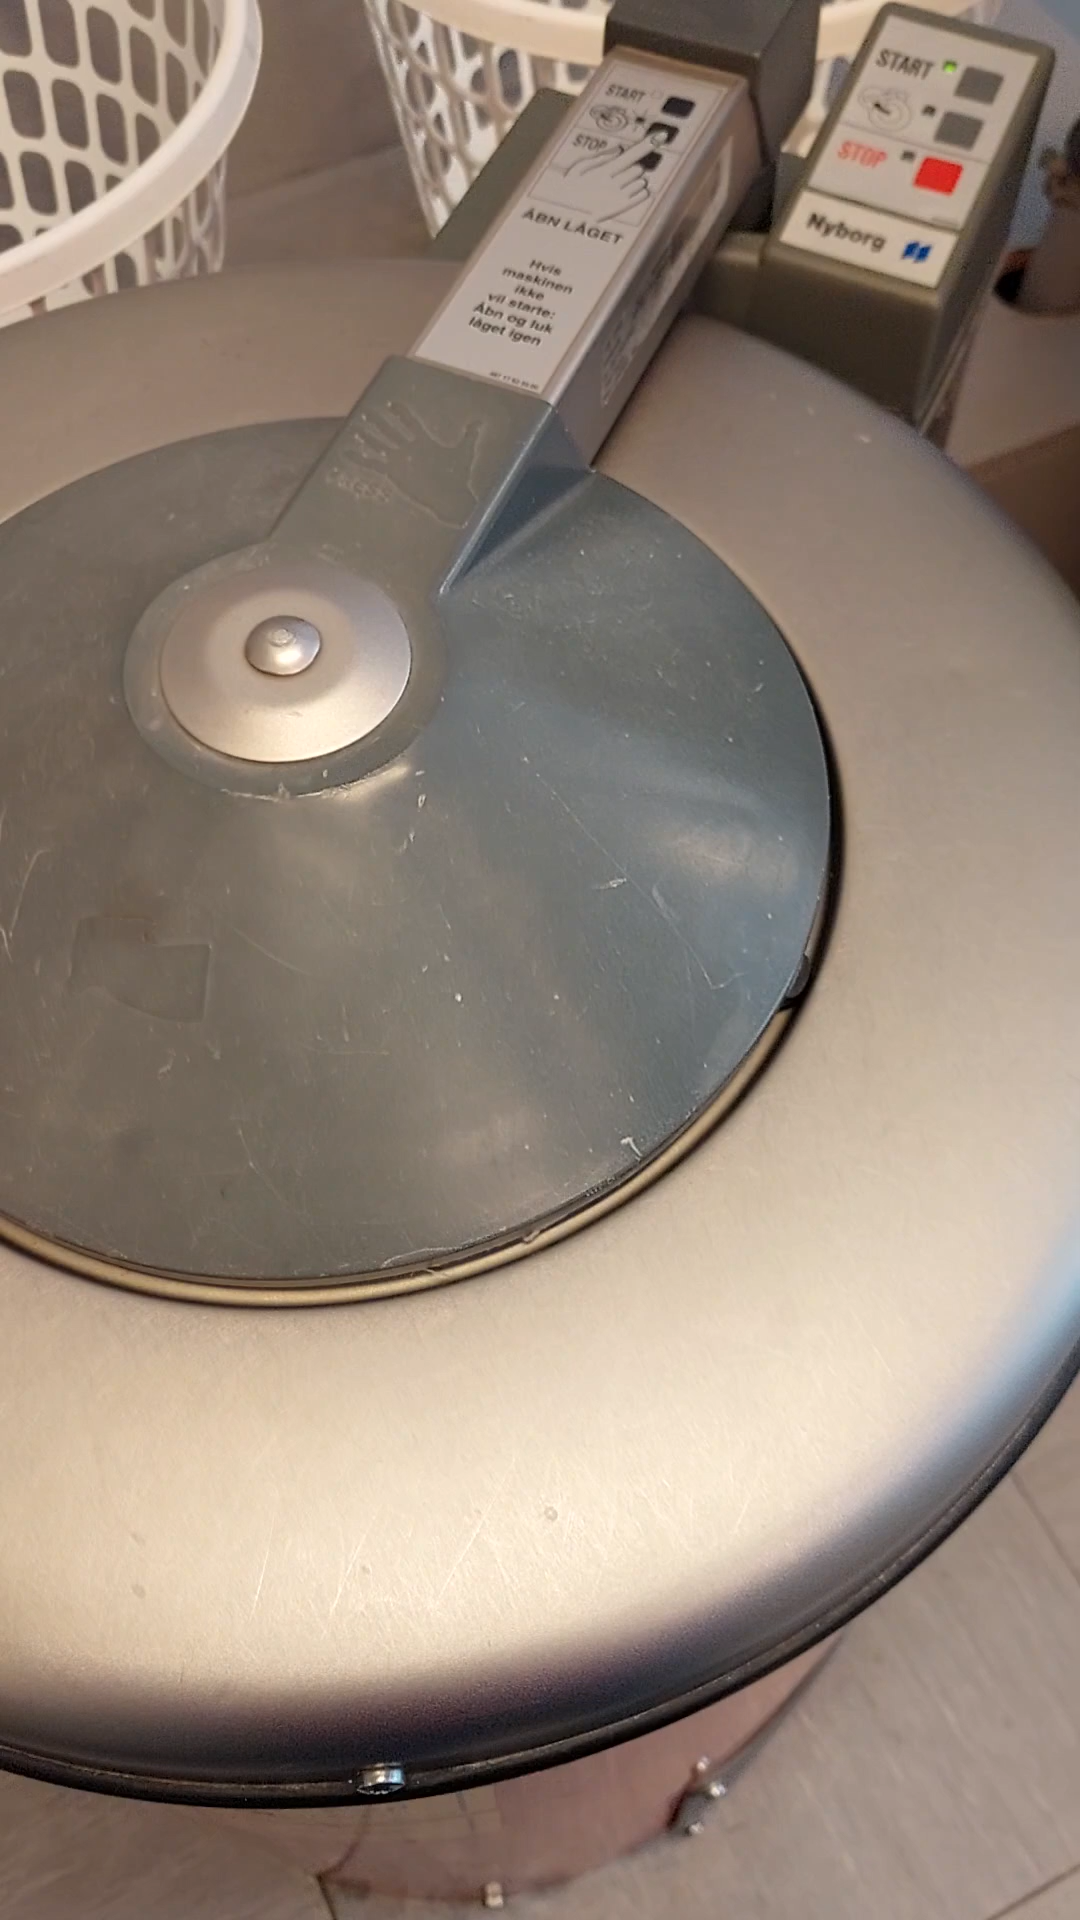 START
STOP
ÅBN LÅGET
Hvis
maskinen
ikke
vil starte:
Åbn og luk
låget igen
START
STOP
Nyborg